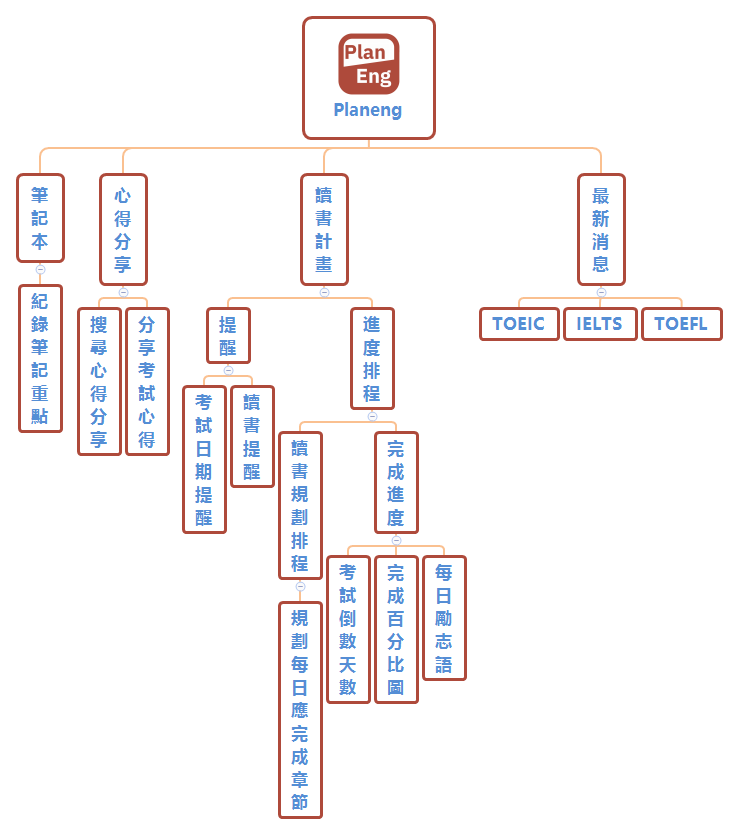 Plan
Eng
Planeng
筆記本
心得分享
讀書計畫
最新消息
紀錄筆記重點
搜尋心得分享
分享考試心得
提醒
進度排程
TOEIC
IELTS
TOEFL
考試日期提醒
讀書提醒
讀書規劃排程
完成進度
考試倒數天數
完成百分比圖
每日勵志語
規劃每日應完成章節